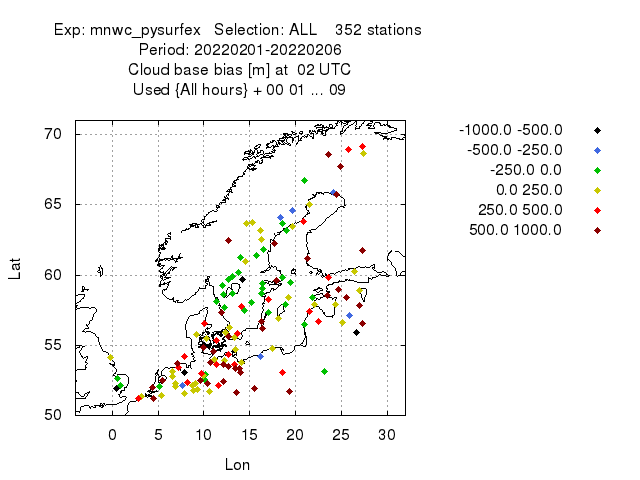 Exp: mnwc_pysurfex   Selection: ALL    352 stations
Period: 20220201-20220206
Cloud base bias [m] at  02 UTC
Used {All hours} + 00 01 ... 09
-1000.0 -500.0
-500.0 -250.0
-250.0 0.0
0.0 250.0
250.0 500.0
500.0 1000.0
70
65
60
55
50
Lat
0 5 10 15 20 25 30
Lon